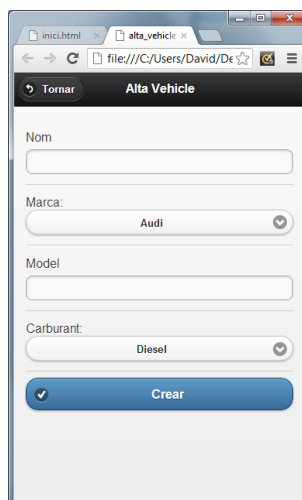 inici.html
alta_vehicle
file:///C:/Users/David/De
Tornar
Alta Vehicle
Nom
Marca:
Audi
Model
Carburant:
Diesel
Crear